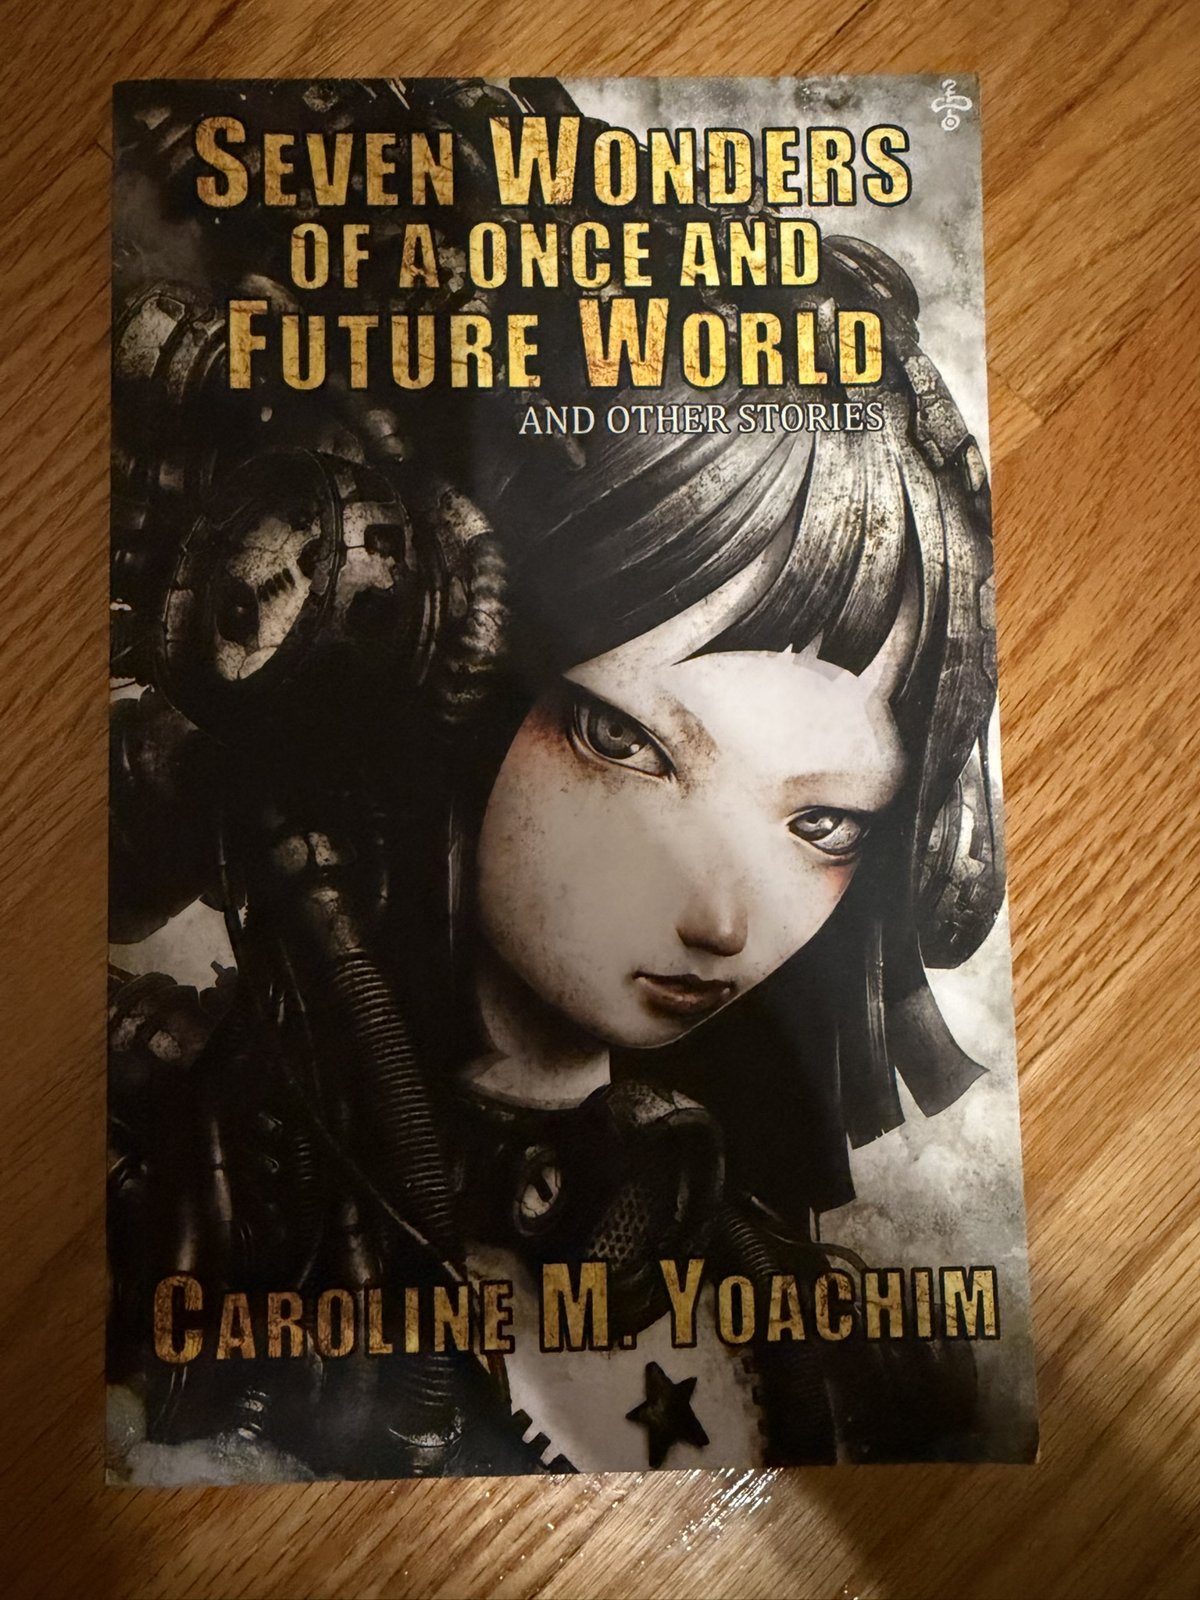 SEVEN WONDERS
OF A ONCE AND
FUTURE WORLD
AND OTHER STORIES
CAROLINE M. YOACHIM